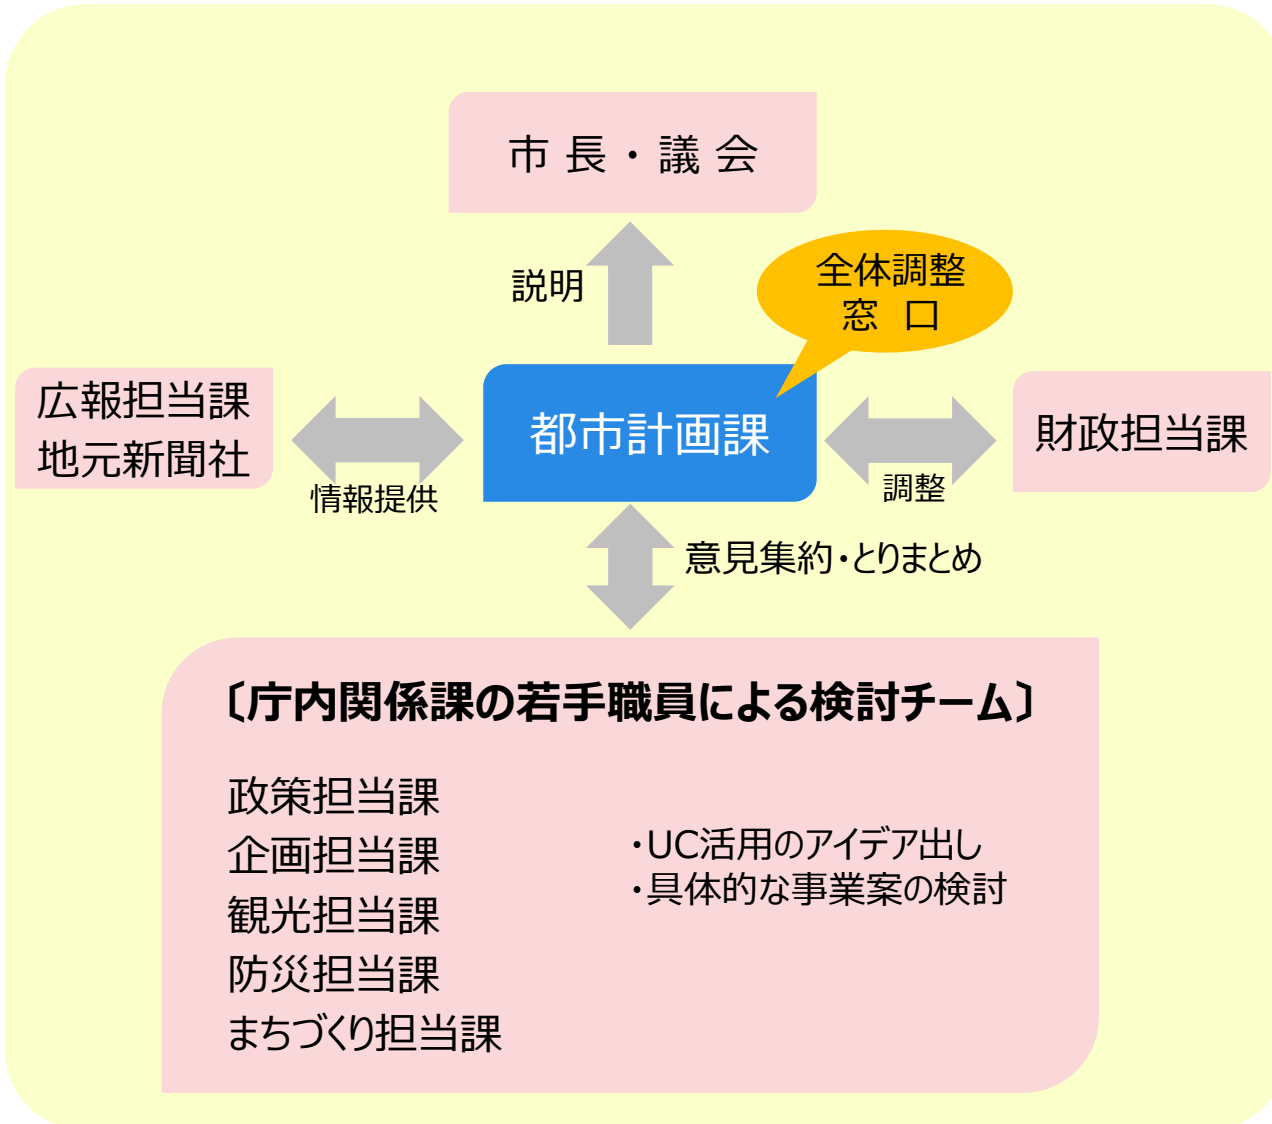 市 長 ・ 議 会
説明
全体調整
窓　口
広報担当課
地元新聞社
情報提供
都市計画課
調整
財政担当課
意見集約・とりまとめ
〔庁内関係課の若手職員による検討チーム〕
政策担当課
企画担当課
観光担当課
防災担当課
まちづくり担当課
・UC活用のアイデア出し
・具体的な事業案の検討